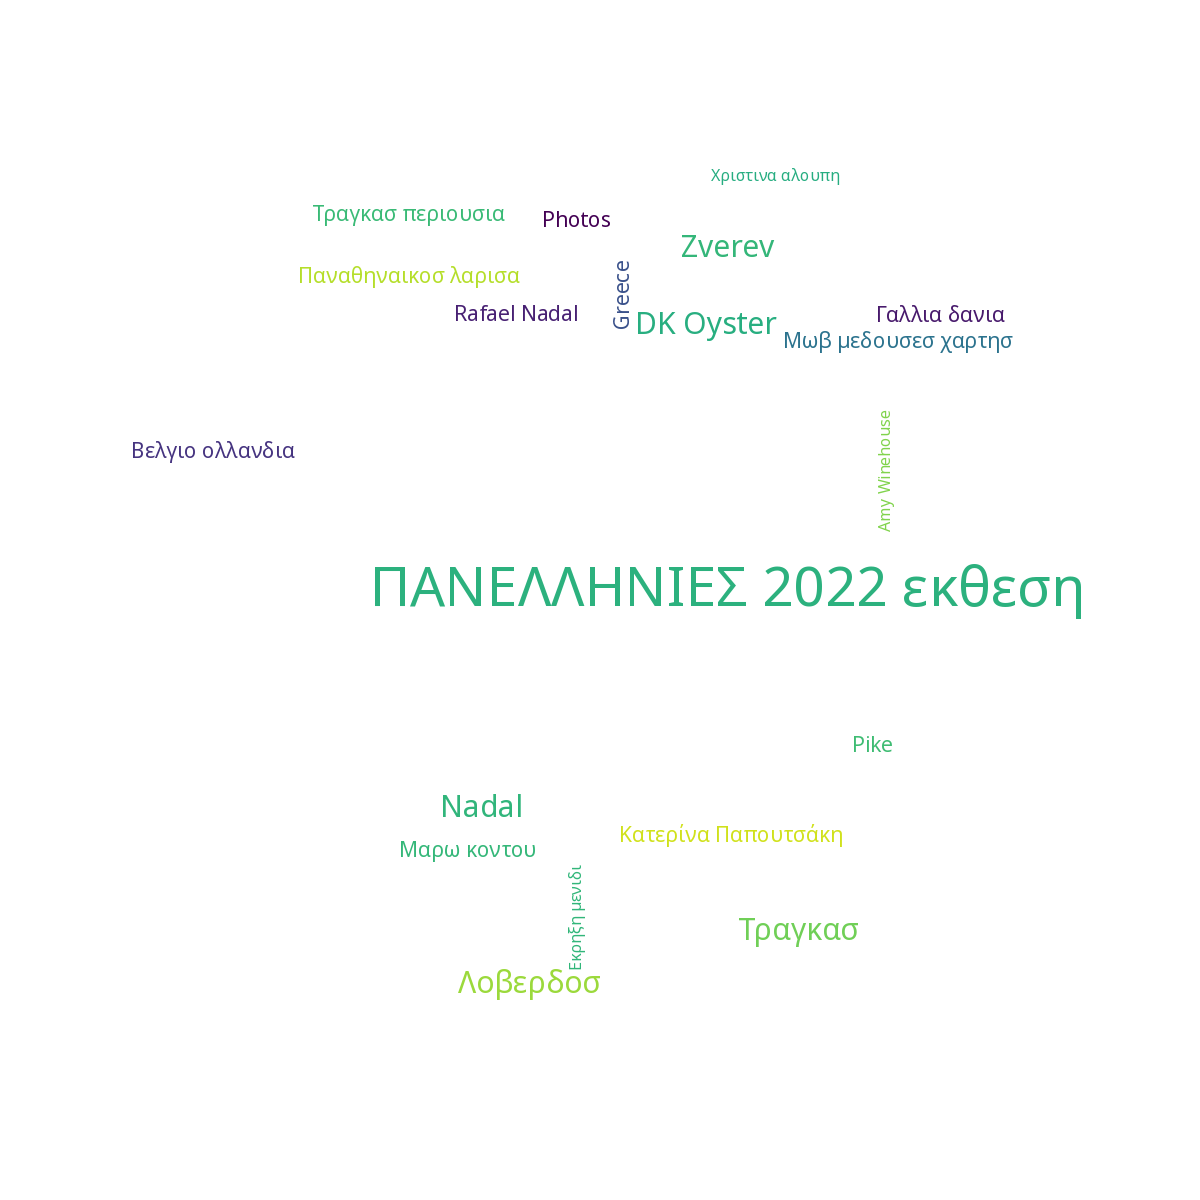 Χριστινα αλουπη
Τραγκασ περιουσια
Photos
Zverev
Παναθηναικοσ λαρισα
Greece
Rafael Nadal
DK Oyster
Γαλλια δανια
Μωβ μεδουσεσ χαρτησ
Βελγιο ολλανδια
Amy Winehouse
ΠΑΝΕΛΛΗΝΙΕΣ 2022 εκθεση
Pike
Nadal
Κατερίνα Παπουτσάκη
Μαρω κοντου
Εκρηξη μενιδι
Τραγκασ
Λοβερδοσ